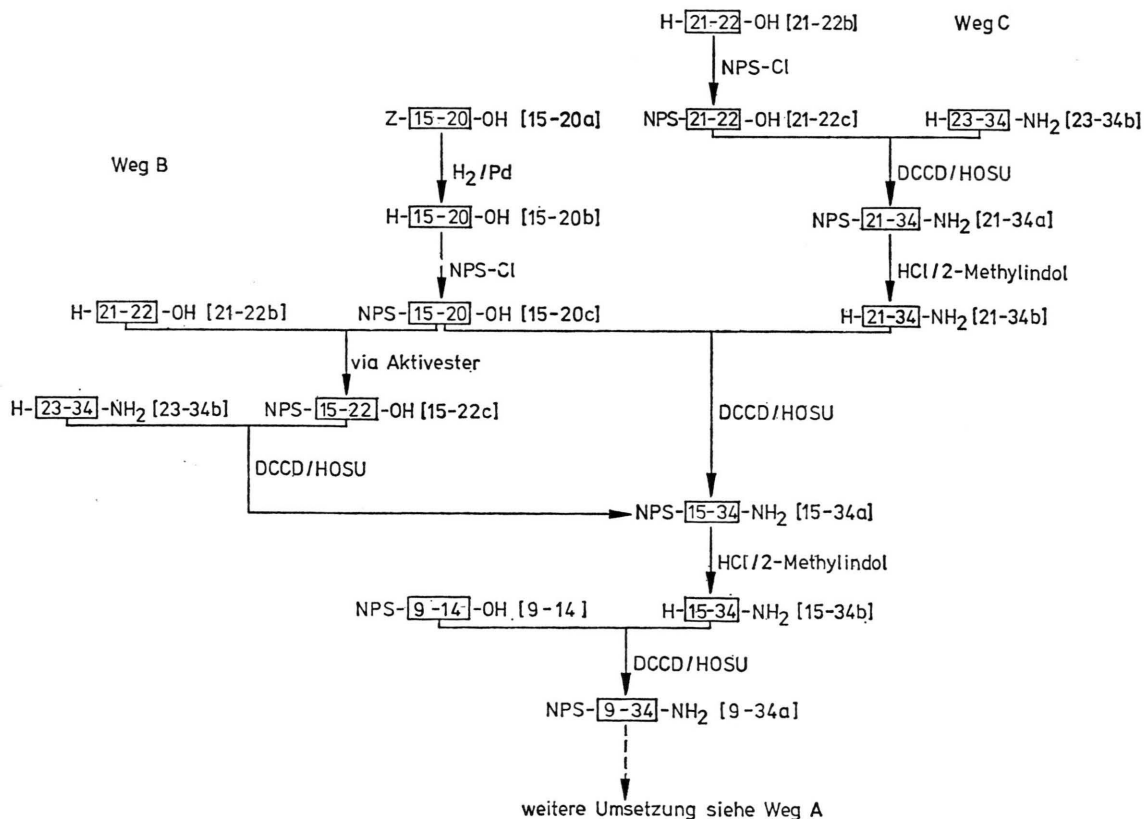 H-[21-22]-OH [21-22b]
Weg C
NPS-Cl
Z-[15-20]-OH [15-20a]
NPS-[21-22]-OH [21-22c]
H-[23-34]-NH2 [23-34b]
Weg B
H2/Pd
DCCD/HOSU
H-[15-20]-OH [15-20b]
NPS-[21-34]-NH2 [21-34a]
NPS-Cl
HCl/2-Methylindol
H-[21-22]-OH [21-22b]
NPS-[15-20]-OH [15-20c]
H-[21-34]-NH2 [21-34b]
via Aktivester
H-[23-34]-NH2 [23-34b]
NPS-[15-22]-OH [15-22c]
DCCD/HOSU
DCCD/HOSU
NPS-[15-34]-NH2 [15-34a]
HCl/2-Methylindol
NPS-[9-14]-OH [9-14]
H-[15-34]-NH2 [15-34b]
DCCD/HOSU
NPS-[9-34]-NH2 [9-34a]
weitere Umsetzung siehe Weg A